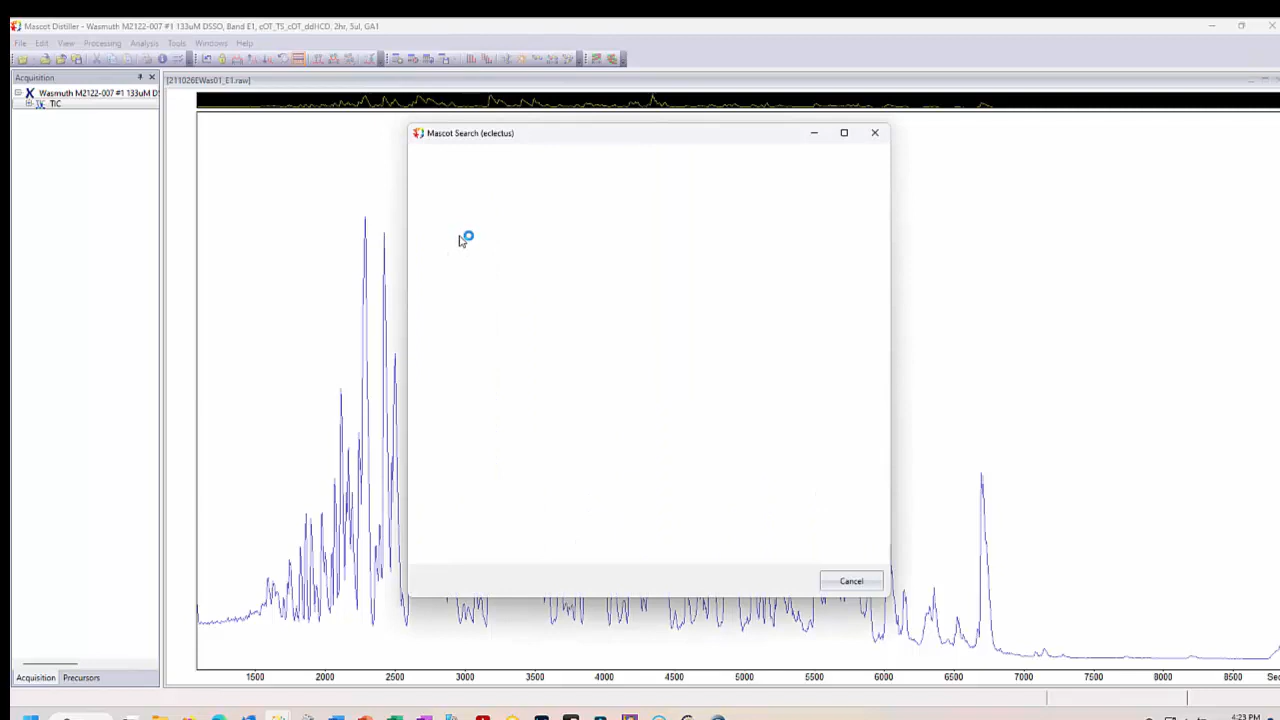 Mascot Distiller - Wasmuth M2122-007 #1 133uM DSSO, Band E1, cOT_TS_cOT_ddHCD, 2hr, 5ul, GA1
File Edit View Processing Analysis Tools Windows Help
Acquisition
[211026EWas01_E1.raw]
Wasmuth M2122-007 #1 133uM D
TIC
Mascot Search (eclectus)
Cancel
1500 2000 2500 3000 3500 4000 4500 5000 5500 6000 6500 7000 7500 8000 8500 Sec
Acquisition Precursors
4:23 PM